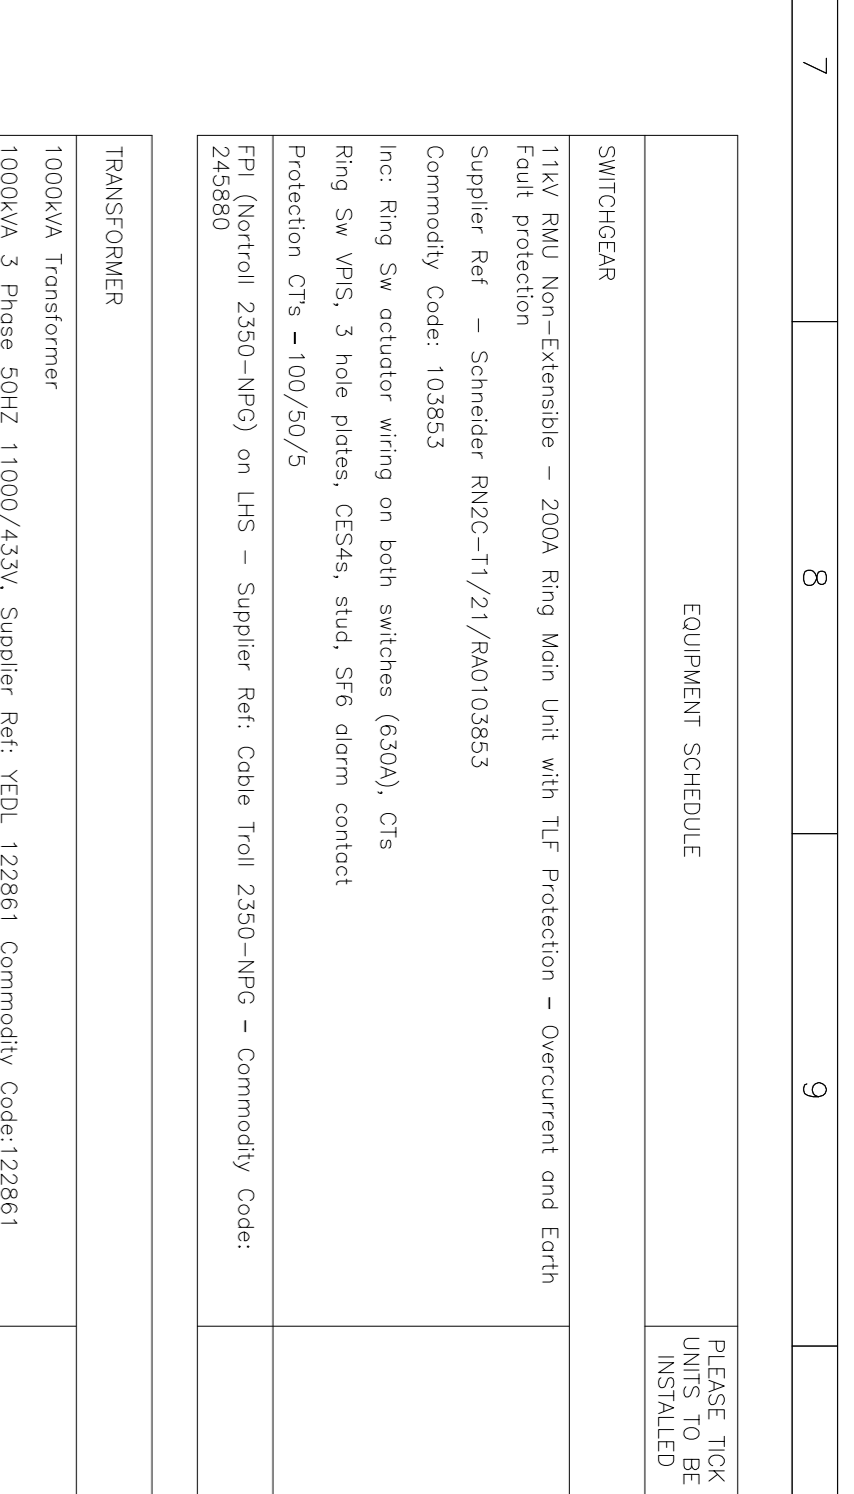 7
8
9
EQUIPMENT SCHEDULE
PLEASE TICK
UNITS TO BE
INSTALLED
SWITCHGEAR
11kV RMU Non-Extensible - 200A Ring Main Unit with TLF Protection - Overcurrent and Earth
Fault protection
Supplier Ref - Schneider RN2C-T1/21/RA0103853
Commodity Code: 103853
Inc: Ring Sw actuator wiring on both switches (630A), CTs
Ring Sw VPIS, 3 hole plates, CES4s, stud, SF6 alarm contact
Protection CT's - 100/50/5
FPI (Nortroll 2350-NPG) on LHS - Supplier Ref: Cable Troll 2350-NPG - Commodity Code:
245880
TRANSFORMER
1000kVA Transformer
1000kVA 3 Phase 50HZ 11000/433V, Supplier Ref: YEDL 122861 Commodity Code:122861